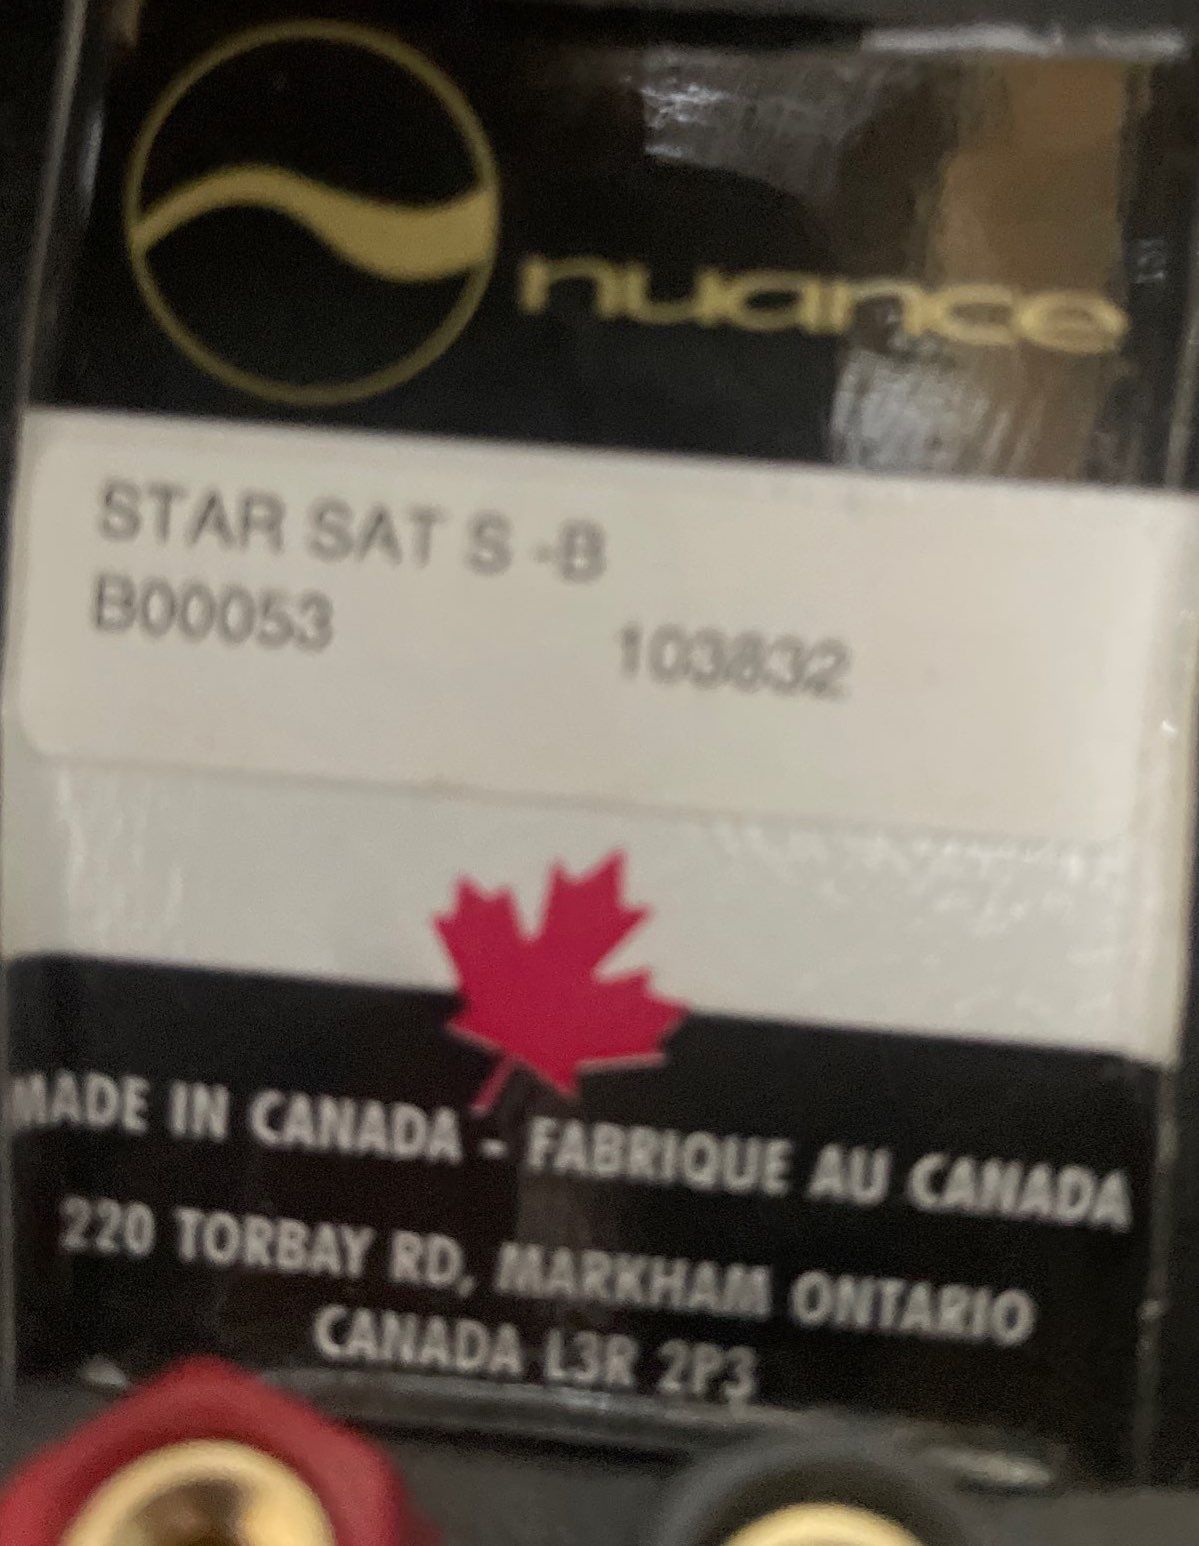 nuance
STAR SAT S -B
B00053 103832
MADE IN CANADA - FABRIQUE AU CANADA
220 TORBAY RD, MARKHAM ONTARIO
CANADA L3R 2P3